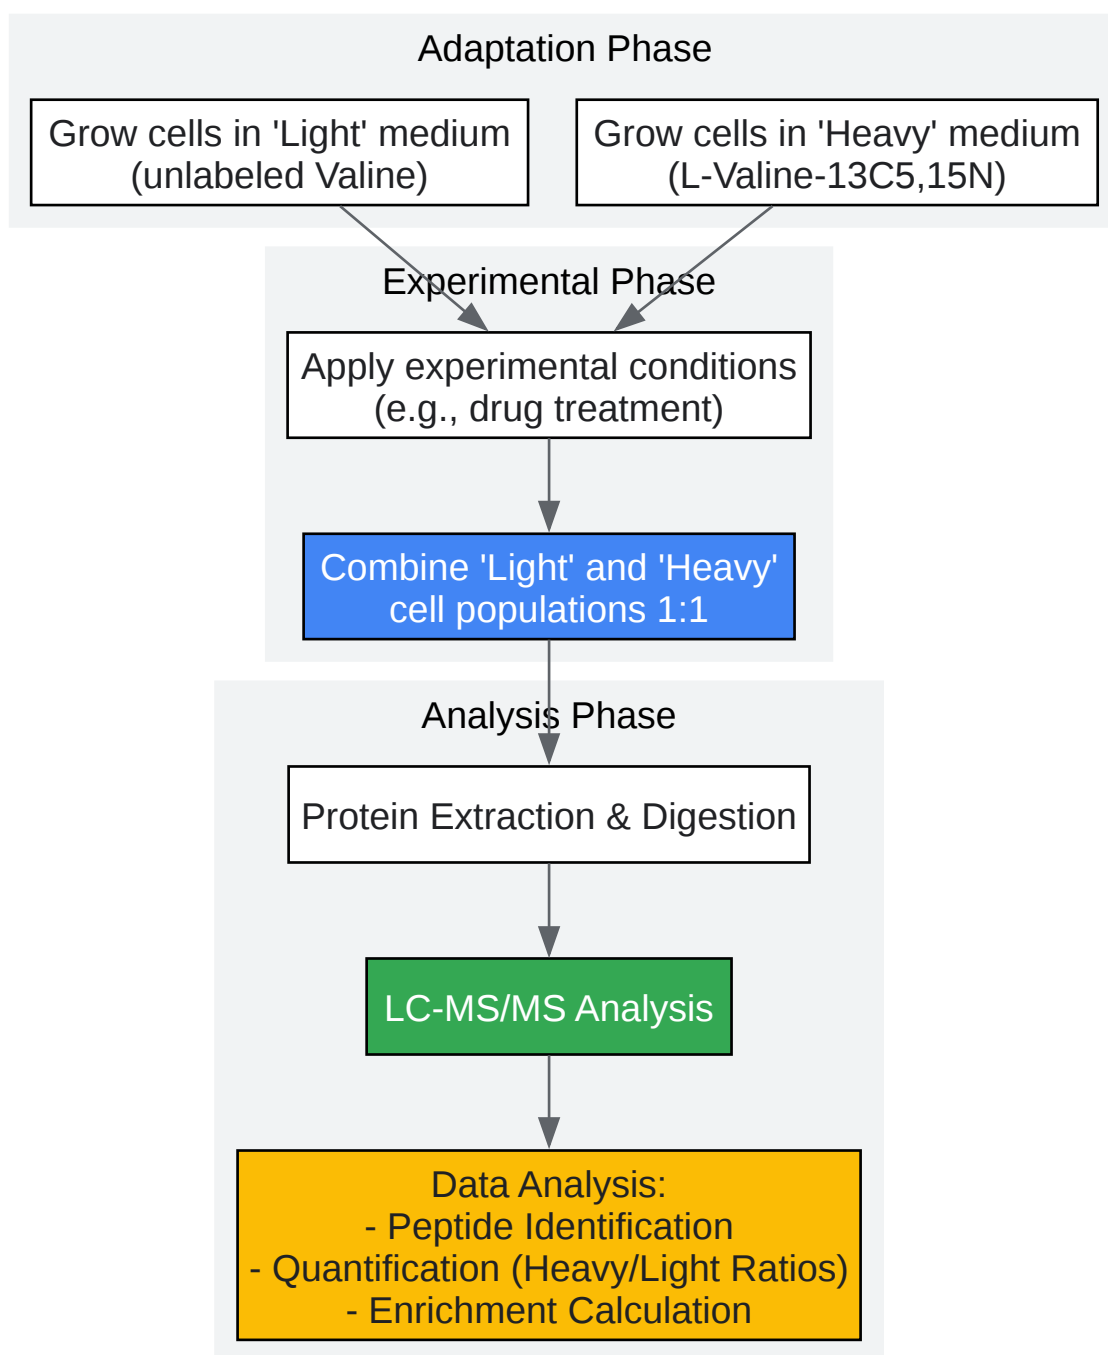 Adaptation Phase
Grow cells in 'Light' medium
(unlabeled Valine)
Grow cells in 'Heavy' medium
(L-Valine-13C5,15N)
Experimental Phase
Apply experimental conditions
(e.g., drug treatment)
Combine 'Light' and 'Heavy'
cell populations 1:1
Analysis Phase
Protein Extraction & Digestion
LC-MS/MS Analysis
Data Analysis:
- Peptide Identification
- Quantification (Heavy/Light Ratios)
- Enrichment Calculation